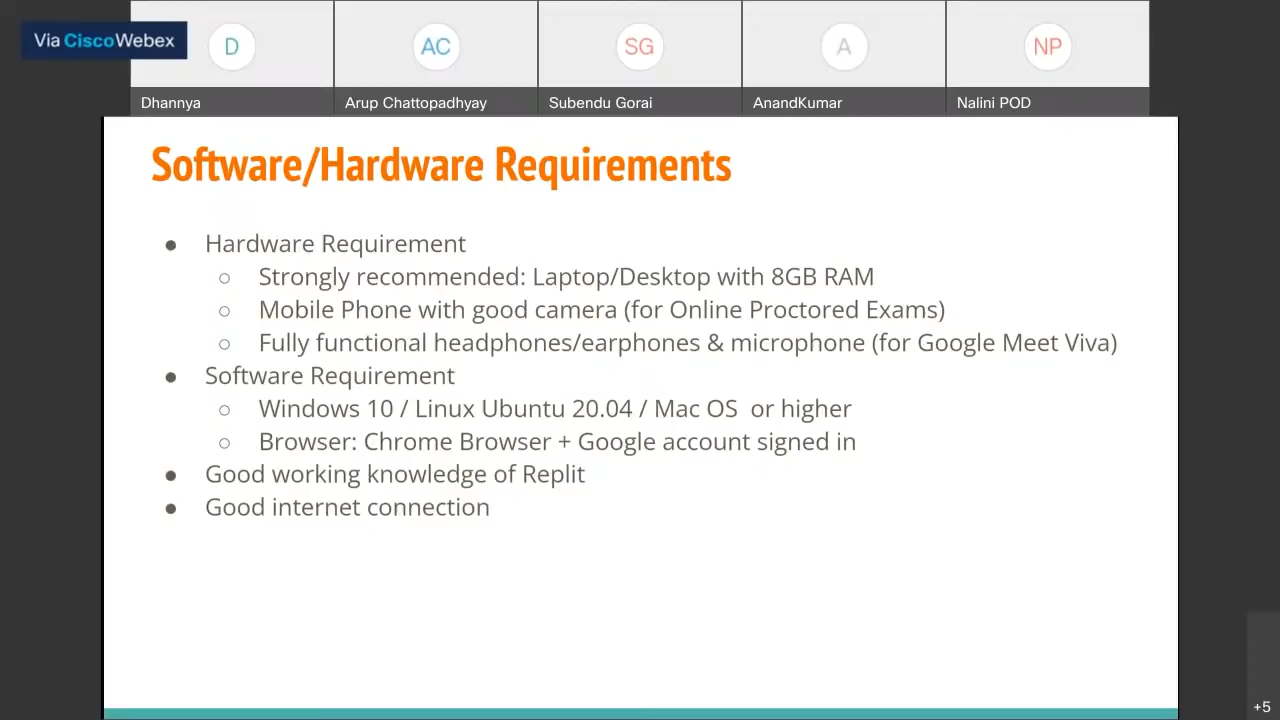 Via CiscoWebex
D
AC
SG
A
NP
Dhannya
Arup Chattopadhyay
Subendu Gorai
AnandKumar
Nalini POD
Software/Hardware Requirements
● Hardware Requirement
○ Strongly recommended: Laptop/Desktop with 8GB RAM
○ Mobile Phone with good camera (for Online Proctored Exams)
○ Fully functional headphones/earphones & microphone (for Google Meet Viva)
● Software Requirement
○ Windows 10 / Linux Ubuntu 20.04 / Mac OS or higher
○ Browser: Chrome Browser + Google account signed in
● Good working knowledge of Replit
● Good internet connection
+5